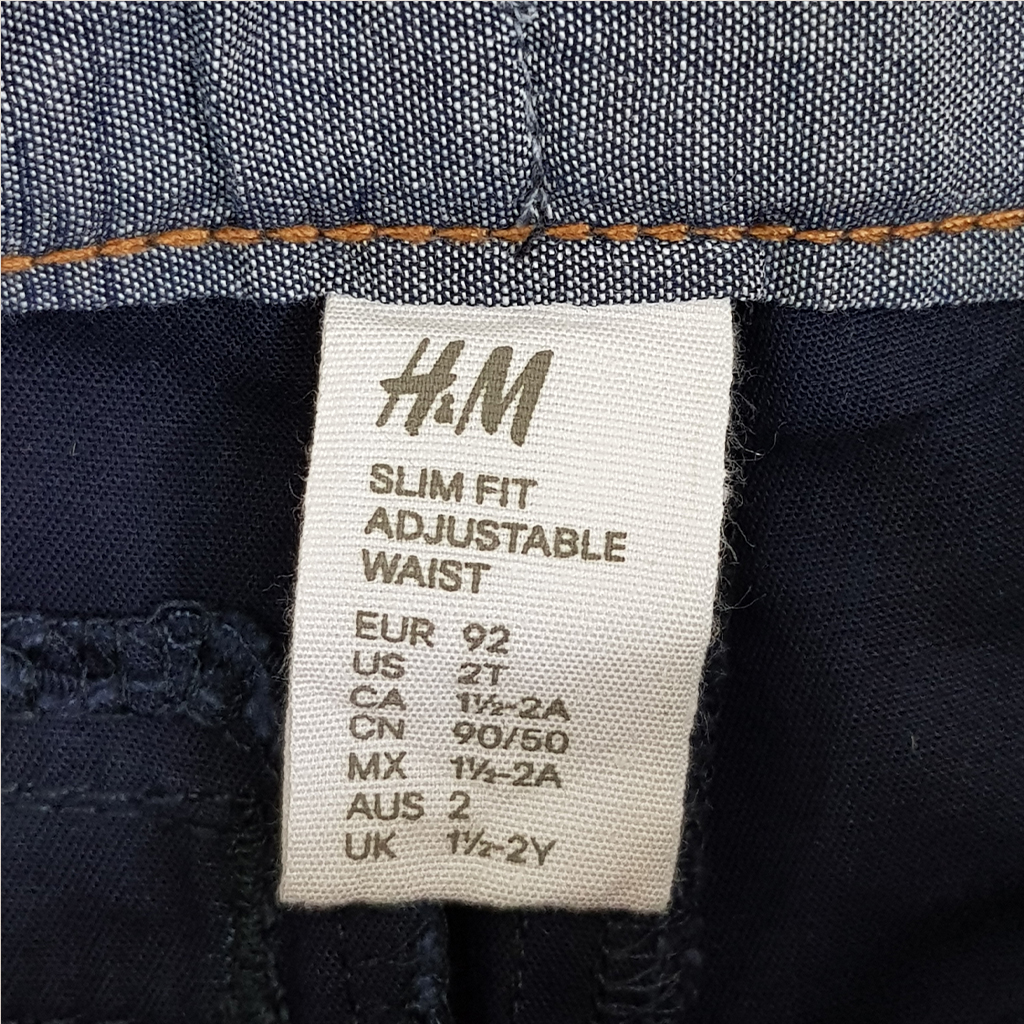 H&M
SLIM FIT
ADJUSTABLE
WAIST
EUR 92
US 2T
CA 1½-2A
CN 90/50
MX 1½-2A
AUS 2
UK 1½-2Y